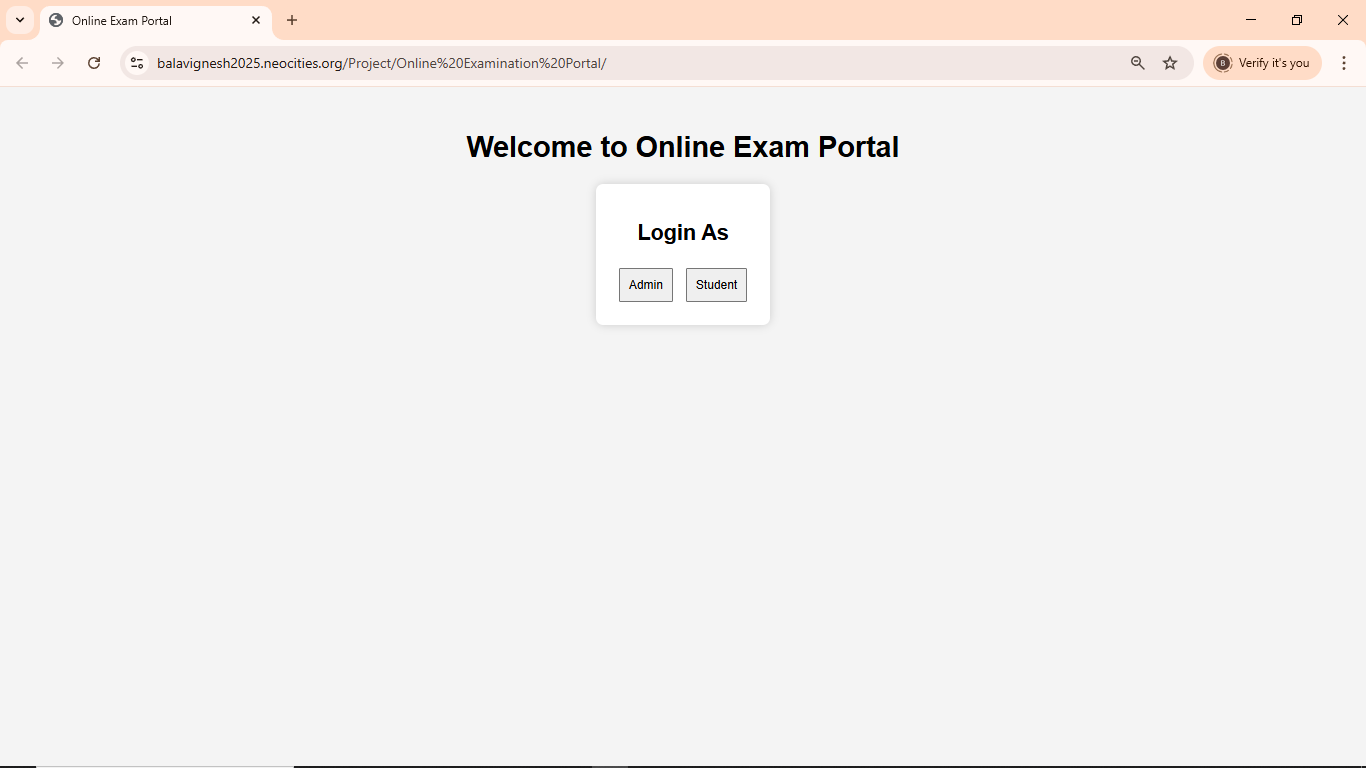 Online Exam Portal
balavignesh2025.neocities.org/Project/Online%20Examination%20Portal/
B
Verify it's you
Welcome to Online Exam Portal
Login As
Admin
Student